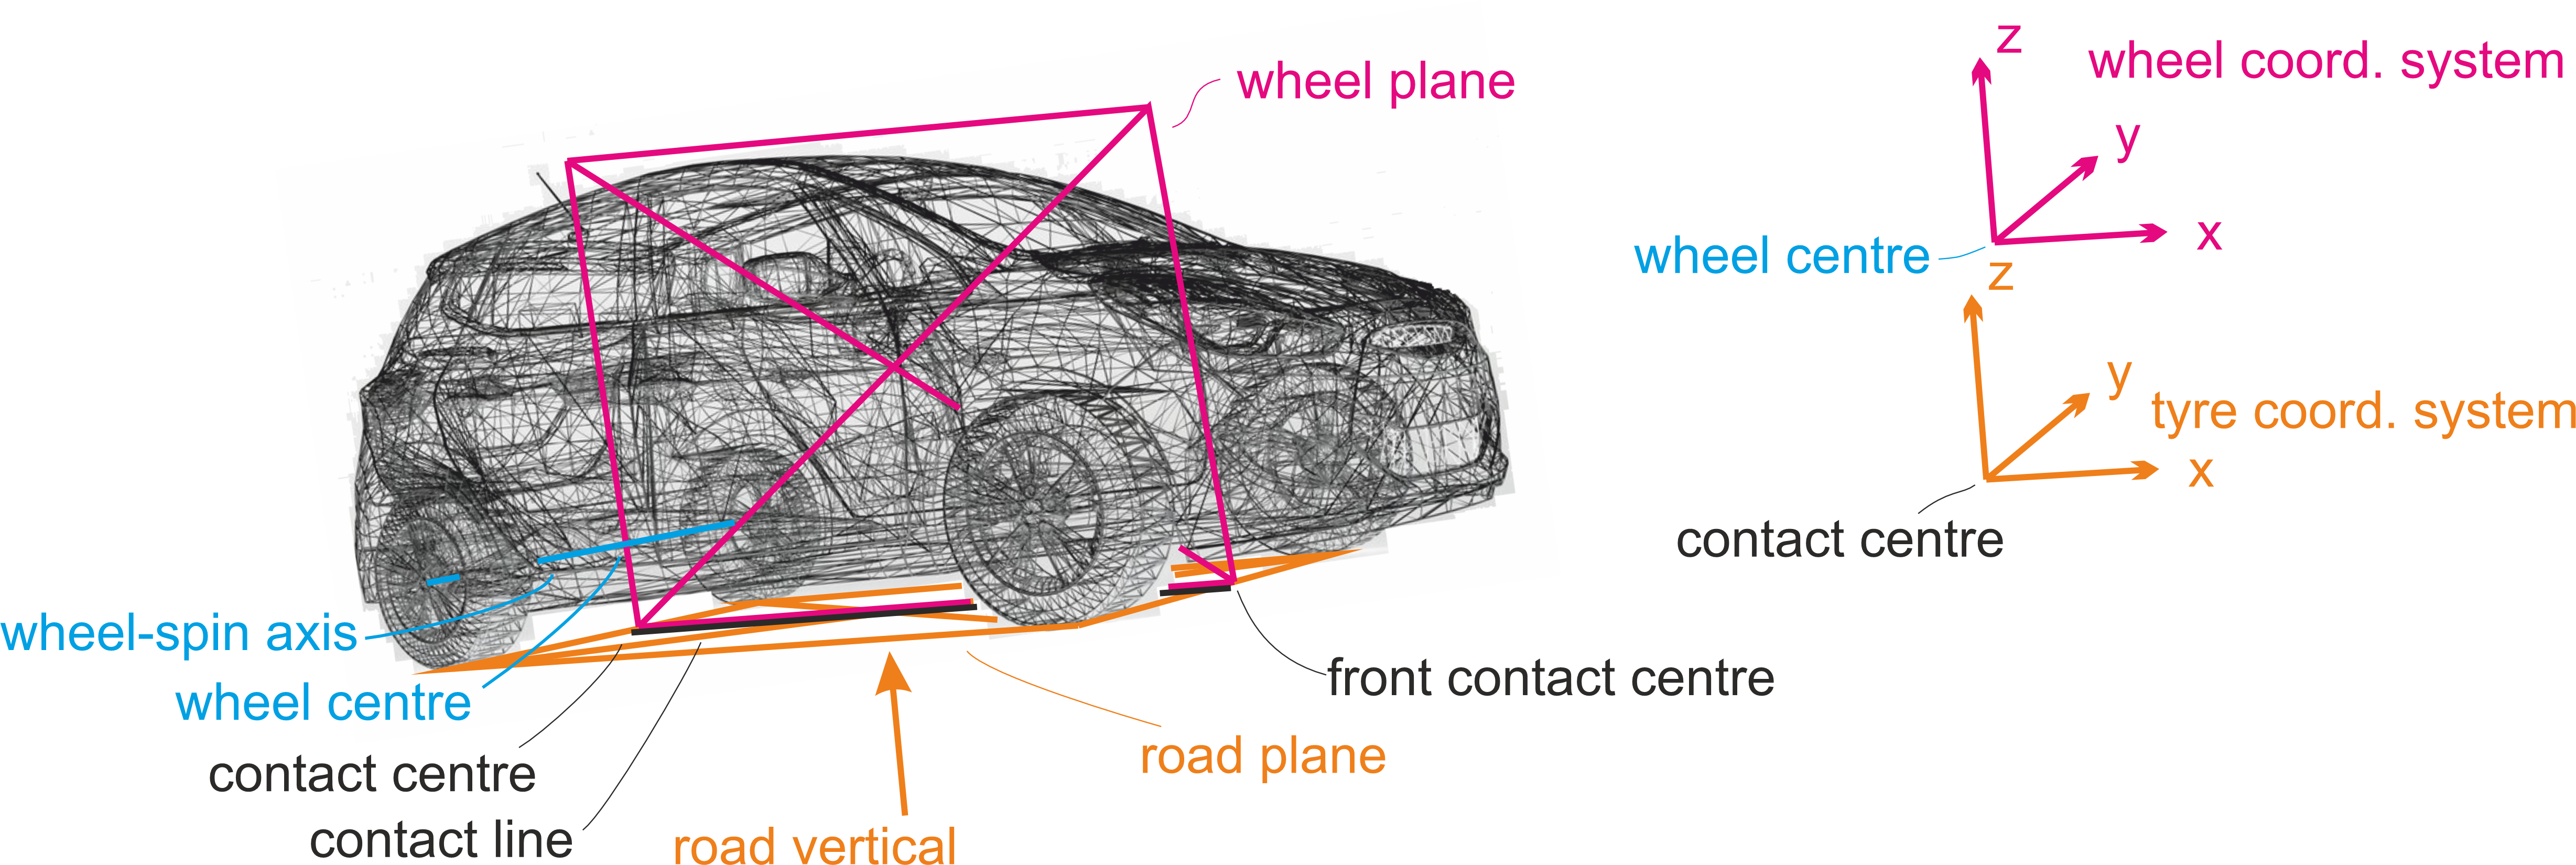 z
wheel coord. system
wheel plane
y
x
wheel centre
z
y
tyre coord. system
x
contact centre
wheel-spin axis
wheel centre
front contact centre
road plane
contact centre
contact line
road vertical